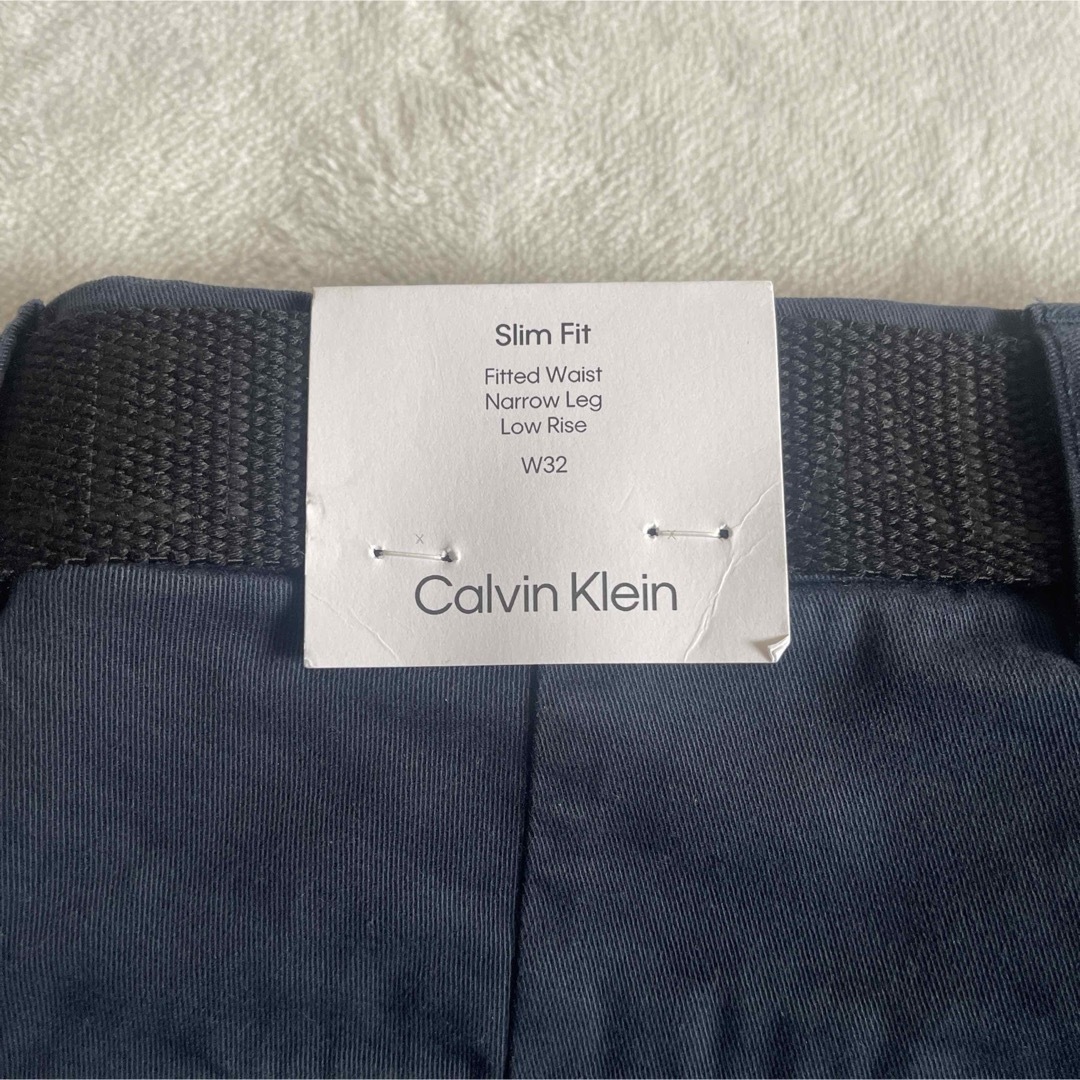 Slim Fit
Fitted Waist
Narrow Leg
Low Rise
W32
x
x
Calvin Klein